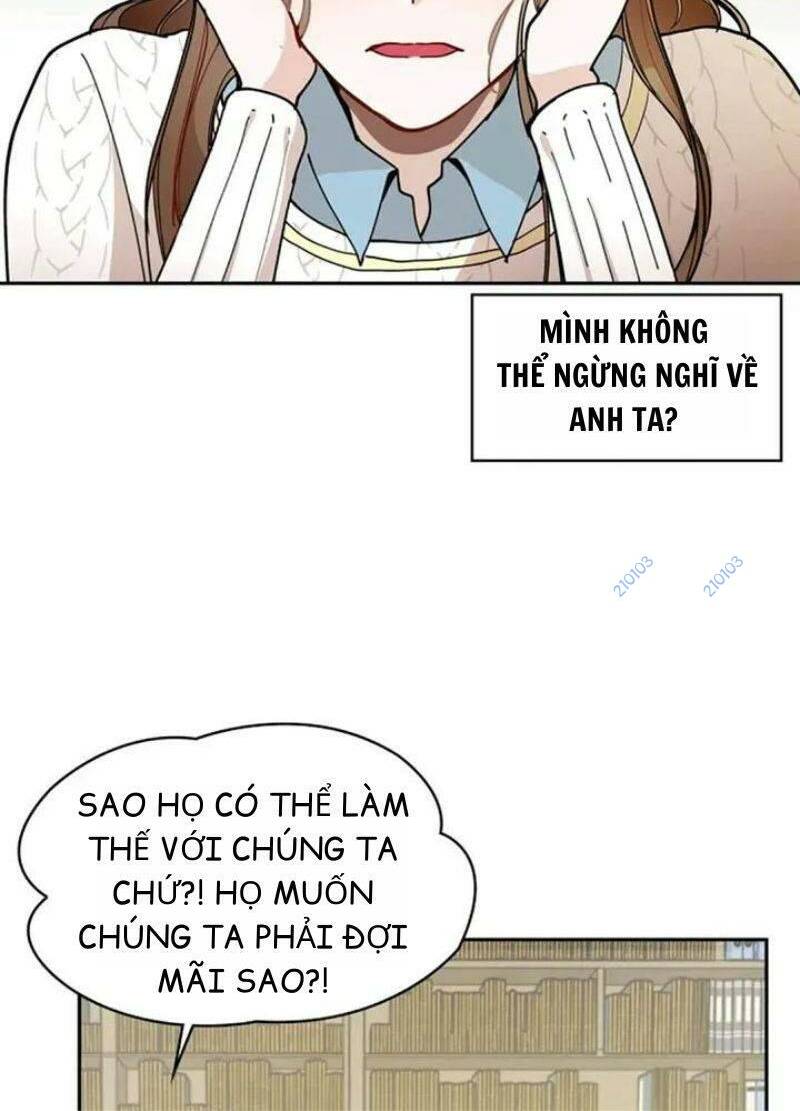 MÌNH KHÔNG
THỂ NGỪNG NGHĨ VỀ
ANH TA?
210103
210103
SAO HỌ CÓ THỂ LÀM
THẾ VỚI CHÚNG TA
CHỨ?! HỌ MUỐN
CHÚNG TA PHẢI ĐỢI
MÃI SAO?!